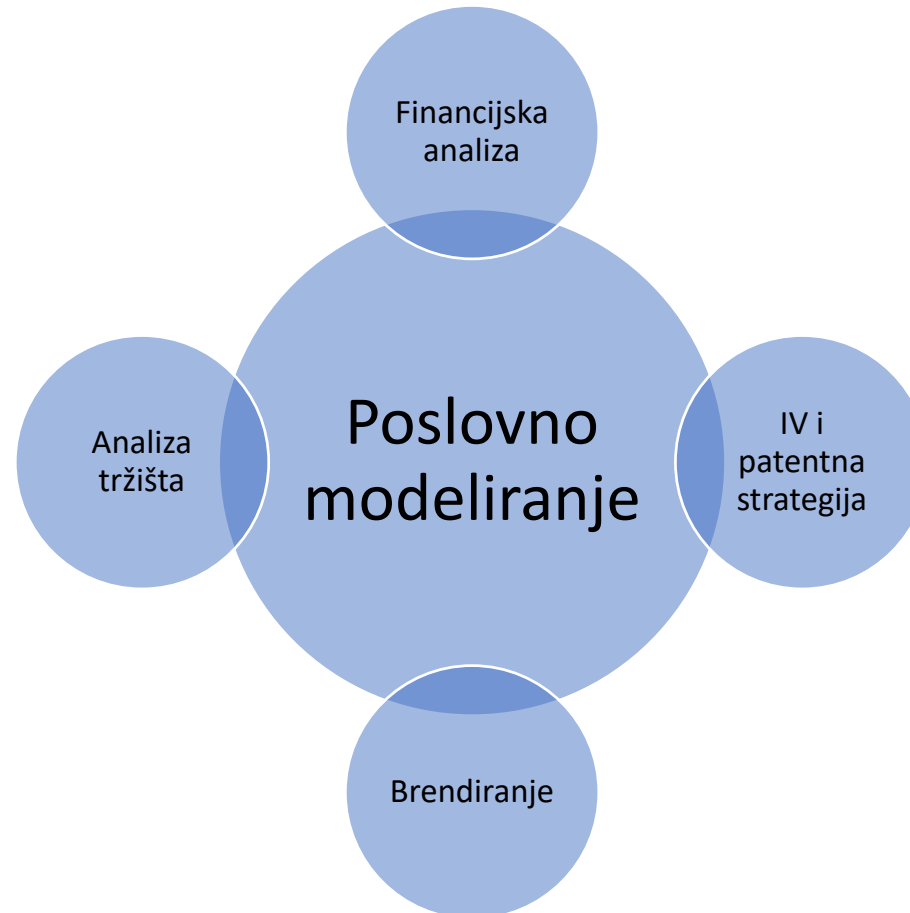 Financijska
analiza
Analiza
tržišta
Poslovno
modeliranje
IV i
patentna
strategija
Brendiranje